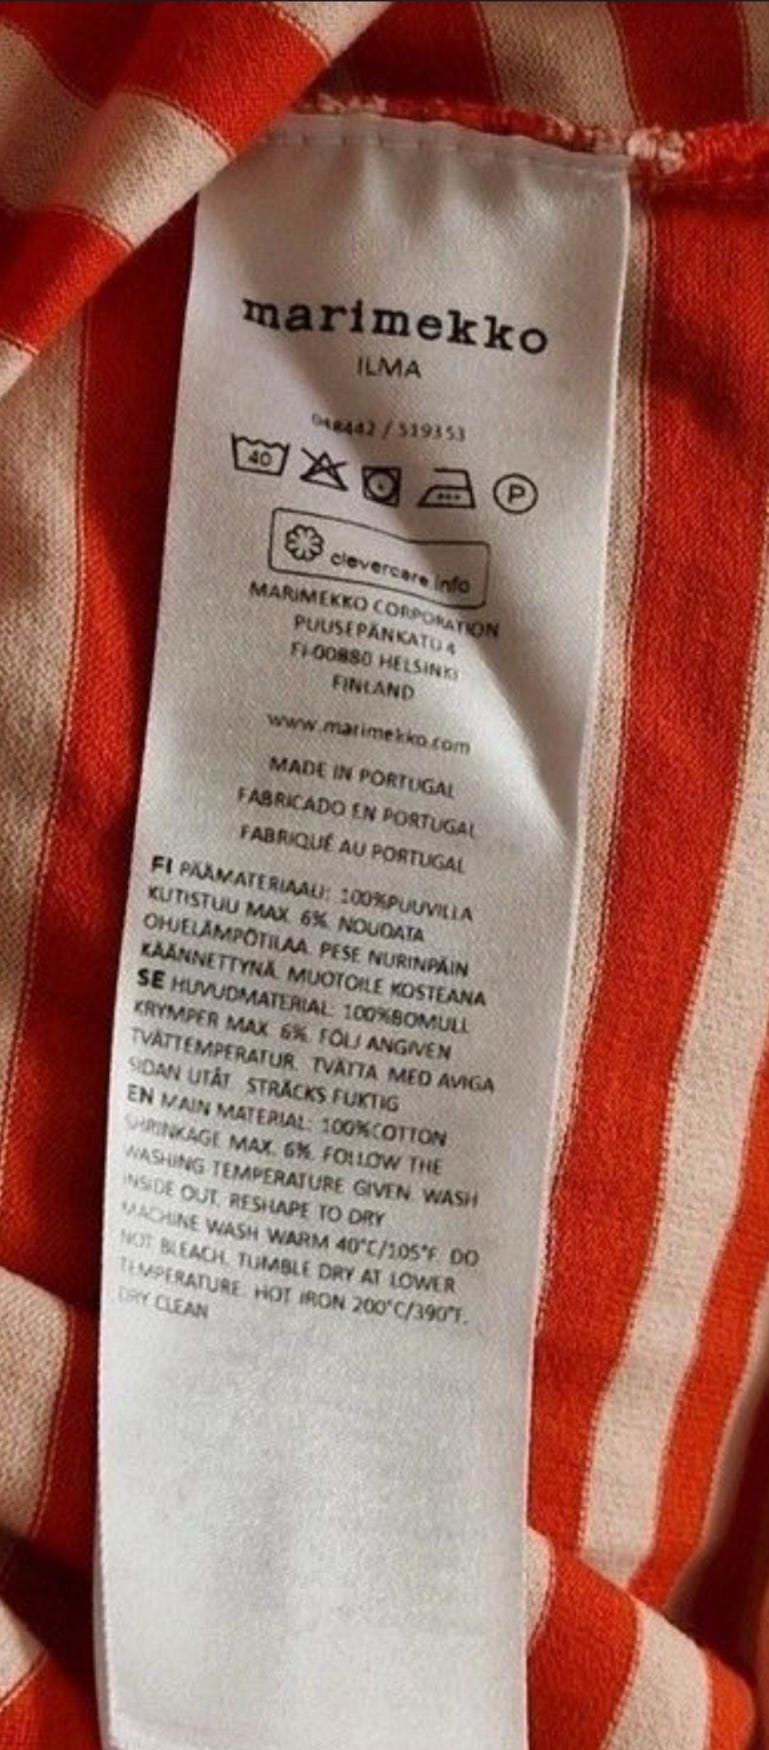 marimekko
ILMA
048442 / 519353
40
P
clevercare.info
MARIMEKKO CORPORATION
PUUSEPÄNKATU 4
FI-00880 HELSINKI
FINLAND
www.marimekko.com
MADE IN PORTUGAL
FABRICADO EN PORTUGAL
FABRIQUÉ AU PORTUGAL
FI PÄÄMATERIAALI: 100%PUUVILLA
KUTISTUU MAX. 6%. NOUDATA
OHJELÄMPÖTILAA. PESE NURINPÄIN
KÄÄNNETTYNÄ. MUOTOILE KOSTEANA
SE HUVUDMATERIAL: 100%BOMULL
KRYMPER MAX. 6%. FÖLJ ANGIVEN
TVÄTTEMPERATUR. TVÄTTA MED AVIGA
SIDAN UTÅT. STRÄCKS FUKTIG
EN MAIN MATERIAL: 100%COTTON
SHRINKAGE MAX. 6%. FOLLOW THE
WASHING TEMPERATURE GIVEN. WASH
INSIDE OUT. RESHAPE TO DRY
MACHINE WASH WARM 40°C/105°F. DO
NOT BLEACH. TUMBLE DRY AT LOWER
TEMPERATURE. HOT IRON 200°C/390°F.
DRY CLEAN